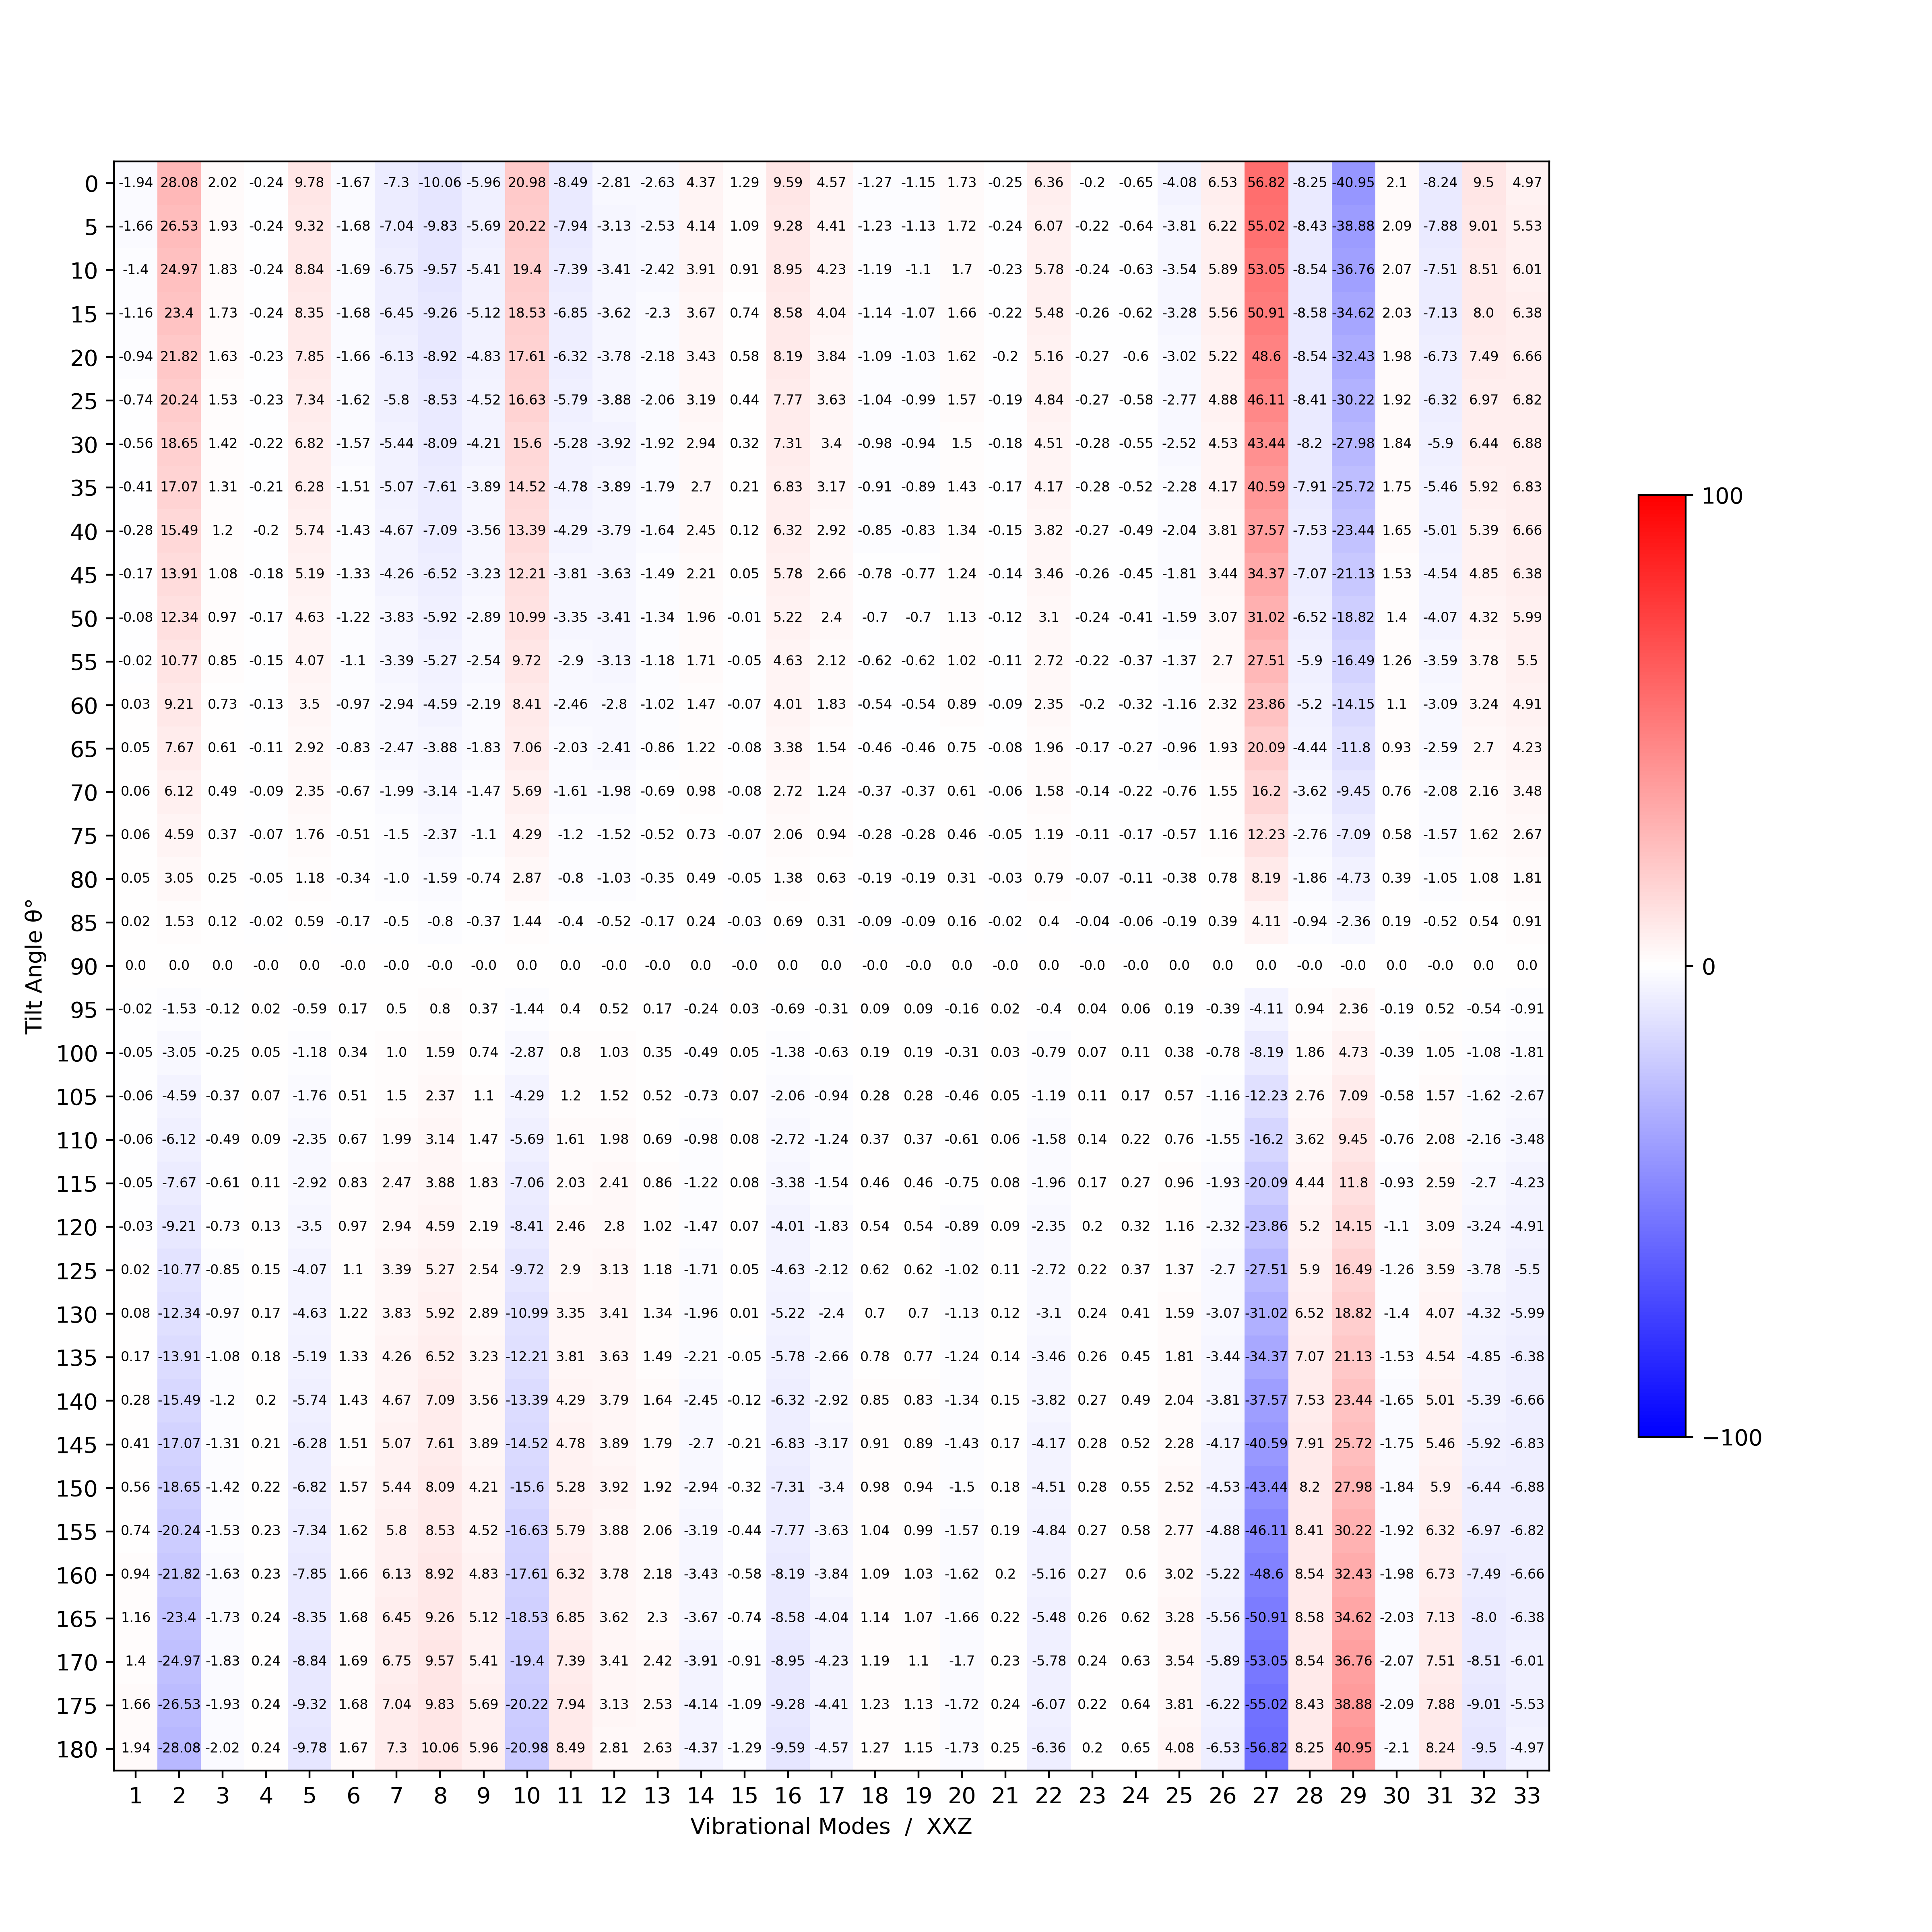 0 -1.94 28.08 2.02 -0.24 9.78 -1.67 -7.3 -10.06 -5.96 20.98 -8.49 -2.81 -2.63 4.37 1.29 9.59 4.57 -1.27 -1.15 1.73 -0.25 6.36 -0.2 -0.65 -4.08 6.53 56.82 -8.25 -40.95 2.1 -8.24 9.5 4.97
5 -1.66 26.53 1.93 -0.24 9.32 -1.68 -7.04 -9.83 -5.69 20.22 -7.94 -3.13 -2.53 4.14 1.09 9.28 4.41 -1.23 -1.13 1.72 -0.24 6.07 -0.22 -0.64 -3.81 6.22 55.02 -8.43 -38.88 2.09 -7.88 9.01 5.53
10 -1.4 24.97 1.83 -0.24 8.84 -1.69 -6.75 -9.57 -5.41 19.4 -7.39 -3.41 -2.42 3.91 0.91 8.95 4.23 -1.19 -1.1 1.7 -0.23 5.78 -0.24 -0.63 -3.54 5.89 53.05 -8.54 -36.76 2.07 -7.51 8.51 6.01
15 -1.16 23.4 1.73 -0.24 8.35 -1.68 -6.45 -9.26 -5.12 18.53 -6.85 -3.62 -2.3 3.67 0.74 8.58 4.04 -1.14 -1.07 1.66 -0.22 5.48 -0.26 -0.62 -3.28 5.56 50.91 -8.58 -34.62 2.03 -7.13 8.0 6.38
20 -0.94 21.82 1.63 -0.23 7.85 -1.66 -6.13 -8.92 -4.83 17.61 -6.32 -3.78 -2.18 3.43 0.58 8.19 3.84 -1.09 -1.03 1.62 -0.2 5.16 -0.27 -0.6 -3.02 5.22 48.6 -8.54 -32.43 1.98 -6.73 7.49 6.66
25 -0.74 20.24 1.53 -0.23 7.34 -1.62 -5.8 -8.53 -4.52 16.63 -5.79 -3.88 -2.06 3.19 0.44 7.77 3.63 -1.04 -0.99 1.57 -0.19 4.84 -0.27 -0.58 -2.77 4.88 46.11 -8.41 -30.22 1.92 -6.32 6.97 6.82
30 -0.56 18.65 1.42 -0.22 6.82 -1.57 -5.44 -8.09 -4.21 15.6 -5.28 -3.92 -1.92 2.94 0.32 7.31 3.4 -0.98 -0.94 1.5 -0.18 4.51 -0.28 -0.55 -2.52 4.53 43.44 -8.2 -27.98 1.84 -5.9 6.44 6.88
35 -0.41 17.07 1.31 -0.21 6.28 -1.51 -5.07 -7.61 -3.89 14.52 -4.78 -3.89 -1.79 2.7 0.21 6.83 3.17 -0.91 -0.89 1.43 -0.17 4.17 -0.28 -0.52 -2.28 4.17 40.59 -7.91 -25.72 1.75 -5.46 5.92 6.83
40 -0.28 15.49 1.2 -0.2 5.74 -1.43 -4.67 -7.09 -3.56 13.39 -4.29 -3.79 -1.64 2.45 0.12 6.32 2.92 -0.85 -0.83 1.34 -0.15 3.82 -0.27 -0.49 -2.04 3.81 37.57 -7.53 -23.44 1.65 -5.01 5.39 6.66
45 -0.17 13.91 1.08 -0.18 5.19 -1.33 -4.26 -6.52 -3.23 12.21 -3.81 -3.63 -1.49 2.21 0.05 5.78 2.66 -0.78 -0.77 1.24 -0.14 3.46 -0.26 -0.45 -1.81 3.44 34.37 -7.07 -21.13 1.53 -4.54 4.85 6.38
50 -0.08 12.34 0.97 -0.17 4.63 -1.22 -3.83 -5.92 -2.89 10.99 -3.35 -3.41 -1.34 1.96 -0.01 5.22 2.4 -0.7 -0.7 1.13 -0.12 3.1 -0.24 -0.41 -1.59 3.07 31.02 -6.52 -18.82 1.4 -4.07 4.32 5.99
55 -0.02 10.77 0.85 -0.15 4.07 -1.1 -3.39 -5.27 -2.54 9.72 -2.9 -3.13 -1.18 1.71 -0.05 4.63 2.12 -0.62 -0.62 1.02 -0.11 2.72 -0.22 -0.37 -1.37 2.7 27.51 -5.9 -16.49 1.26 -3.59 3.78 5.5
60 0.03 9.21 0.73 -0.13 3.5 -0.97 -2.94 -4.59 -2.19 8.41 -2.46 -2.8 -1.02 1.47 -0.07 4.01 1.83 -0.54 -0.54 0.89 -0.09 2.35 -0.2 -0.32 -1.16 2.32 23.86 -5.2 -14.15 1.1 -3.09 3.24 4.91
65 0.05 7.67 0.61 -0.11 2.92 -0.83 -2.47 -3.88 -1.83 7.06 -2.03 -2.41 -0.86 1.22 -0.08 3.38 1.54 -0.46 -0.46 0.75 -0.08 1.96 -0.17 -0.27 -0.96 1.93 20.09 -4.44 -11.8 0.93 -2.59 2.7 4.23
70 0.06 6.12 0.49 -0.09 2.35 -0.67 -1.99 -3.14 -1.47 5.69 -1.61 -1.98 -0.69 0.98 -0.08 2.72 1.24 -0.37 -0.37 0.61 -0.06 1.58 -0.14 -0.22 -0.76 1.55 16.2 -3.62 -9.45 0.76 -2.08 2.16 3.48
75 0.06 4.59 0.37 -0.07 1.76 -0.51 -1.5 -2.37 -1.1 4.29 -1.2 -1.52 -0.52 0.73 -0.07 2.06 0.94 -0.28 -0.28 0.46 -0.05 1.19 -0.11 -0.17 -0.57 1.16 12.23 -2.76 -7.09 0.58 -1.57 1.62 2.67
80 0.05 3.05 0.25 -0.05 1.18 -0.34 -1.0 -1.59 -0.74 2.87 -0.8 -1.03 -0.35 0.49 -0.05 1.38 0.63 -0.19 -0.19 0.31 -0.03 0.79 -0.07 -0.11 -0.38 0.78 8.19 -1.86 -4.73 0.39 -1.05 1.08 1.81
85 0.02 1.53 0.12 -0.02 0.59 -0.17 -0.5 -0.8 -0.37 1.44 -0.4 -0.52 -0.17 0.24 -0.03 0.69 0.31 -0.09 -0.09 0.16 -0.02 0.4 -0.04 -0.06 -0.19 0.39 4.11 -0.94 -2.36 0.19 -0.52 0.54 0.91
90 0.0 0.0 0.0 -0.0 0.0 -0.0 -0.0 -0.0 -0.0 0.0 0.0 -0.0 -0.0 0.0 0.0 0.0 0.0 -0.0 -0.0 0.0 -0.0 0.0 -0.0 -0.0 0.0 0.0 0.0 -0.0 -0.0 0.0 -0.0 0.0 0.0
95 -0.02 -1.53 -0.12 0.02 -0.59 0.17 0.5 0.8 0.37 -1.44 0.4 0.52 0.17 -0.24 0.03 -0.69 -0.31 0.09 0.09 -0.16 0.02 -0.4 0.04 0.06 0.19 -0.39 -4.11 0.94 2.36 -0.19 0.52 -0.54 -0.91
100 -0.05 -3.05 -0.25 0.05 -1.18 0.34 1.0 1.59 0.74 -2.87 0.8 1.03 0.35 -0.49 0.05 -1.38 -0.63 0.19 0.19 -0.31 0.03 -0.79 0.07 0.11 0.38 -0.78 -8.19 1.86 4.73 -0.39 1.05 -1.08 -1.81
105 -0.06 -4.59 -0.37 0.07 -1.76 0.51 1.5 2.37 1.1 -4.29 1.2 1.52 0.52 -0.73 0.07 -2.06 -0.94 0.28 0.28 -0.46 0.05 -1.19 0.11 0.17 0.57 -1.16 -12.23 2.76 7.09 -0.58 1.57 -1.62 -2.67
110 -0.06 -6.12 -0.49 0.09 -2.35 0.67 1.99 3.14 1.47 -5.69 1.61 1.98 0.69 -0.98 0.08 -2.72 -1.24 0.37 0.37 -0.61 0.06 -1.58 0.14 0.22 0.76 -1.55 -16.2 3.62 9.45 -0.76 2.08 -2.16 -3.48
115 -0.05 -7.67 -0.61 0.11 -2.92 0.83 2.47 3.88 1.83 -7.06 2.03 2.41 0.86 -1.22 0.08 -3.38 -1.54 0.46 0.46 -0.75 0.08 -1.96 0.17 0.27 0.96 -1.93 -20.09 4.44 11.8 -0.93 2.59 -2.7 -4.23
120 -0.03 -9.21 -0.73 0.13 -3.5 0.97 2.94 4.59 2.19 -8.41 2.46 2.8 1.02 -1.47 0.07 -4.01 -1.83 0.54 0.54 -0.89 0.09 -2.35 0.2 0.32 1.16 -2.32 -23.86 5.2 14.15 -1.1 3.09 -3.24 -4.91
125 0.02 -10.77 -0.85 0.15 -4.07 1.1 3.39 5.27 2.54 -9.72 2.9 3.13 1.18 -1.71 0.05 -4.63 -2.12 0.62 0.62 -1.02 0.11 -2.72 0.22 0.37 1.37 -2.7 -27.51 5.9 16.49 -1.26 3.59 -3.78 -5.5
130 0.08 -12.34 -0.97 0.17 -4.63 1.22 3.83 5.92 2.89 -10.99 3.35 3.41 1.34 -1.96 0.01 -5.22 -2.4 0.7 0.7 -1.13 0.12 -3.1 0.24 0.41 1.59 -3.07 -31.02 6.52 18.82 -1.4 4.07 -4.32 -5.99
135 0.17 -13.91 -1.08 0.18 -5.19 1.33 4.26 6.52 3.23 -12.21 3.81 3.63 1.49 -2.21 -0.05 -5.78 -2.66 0.78 0.77 -1.24 0.14 -3.46 0.26 0.45 1.81 -3.44 -34.37 7.07 21.13 -1.53 4.54 -4.85 -6.38
140 0.28 -15.49 -1.2 0.2 -5.74 1.43 4.67 7.09 3.56 -13.39 4.29 3.79 1.64 -2.45 -0.12 -6.32 -2.92 0.85 0.83 -1.34 0.15 -3.82 0.27 0.49 2.04 -3.81 -37.57 7.53 23.44 -1.65 5.01 -5.39 -6.66
145 0.41 -17.07 -1.31 0.21 -6.28 1.51 5.07 7.61 3.89 -14.52 4.78 3.89 1.79 -2.7 -0.21 -6.83 -3.17 0.91 0.89 -1.43 0.17 -4.17 0.28 0.52 2.28 -4.17 -40.59 7.91 25.72 -1.75 5.46 -5.92 -6.83
150 0.56 -18.65 -1.42 0.22 -6.82 1.57 5.44 8.09 4.21 -15.6 5.28 3.92 1.92 -2.94 -0.32 -7.31 -3.4 0.98 0.94 -1.5 0.18 -4.51 0.28 0.55 2.52 -4.53 -43.44 8.2 27.98 -1.84 5.9 -6.44 -6.88
155 0.74 -20.24 -1.53 0.23 -7.34 1.62 5.8 8.53 4.52 -16.63 5.79 3.88 2.06 -3.19 -0.44 -7.77 -3.63 1.04 0.99 -1.57 0.19 -4.84 0.27 0.58 2.77 -4.88 -46.11 8.41 30.22 -1.92 6.32 -6.97 -6.82
160 0.94 -21.82 -1.63 0.23 -7.85 1.66 6.13 8.92 4.83 -17.61 6.32 3.78 2.18 -3.43 -0.58 -8.19 -3.84 1.09 1.03 -1.62 0.2 -5.16 0.27 0.6 3.02 -5.22 -48.6 8.54 32.43 -1.98 6.73 -7.49 -6.66
165 1.16 -23.4 -1.73 0.24 -8.35 1.68 6.45 9.26 5.12 -18.53 6.85 3.62 2.3 -3.67 -0.74 -8.58 -4.04 1.14 1.07 -1.66 0.22 -5.48 0.26 0.62 3.28 -5.56 -50.91 8.58 34.62 -2.03 7.13 -8.0 -6.38
170 1.4 -24.97 -1.83 0.24 -8.84 1.69 6.75 9.57 5.41 -19.4 7.39 3.41 2.42 -3.91 -0.91 -8.95 -4.23 1.19 1.1 -1.7 0.23 -5.78 0.24 0.63 3.54 -5.89 -53.05 8.54 36.76 -2.07 7.51 -8.51 -6.01
175 1.66 -26.53 -1.93 0.24 -9.32 1.68 7.04 9.83 5.69 -20.22 7.94 3.13 2.53 -4.14 -1.09 -9.28 -4.41 1.23 1.13 -1.72 0.24 -6.07 0.22 0.64 3.81 -6.22 -55.02 8.43 38.88 -2.09 7.88 -9.01 -5.53
180 1.94 -28.08 -2.02 0.24 -9.78 1.67 7.3 10.06 5.96 -20.98 8.49 2.81 2.63 -4.37 -1.29 -9.59 -4.57 1.27 1.15 -1.73 0.25 -6.36 0.2 0.65 4.08 -6.53 -56.82 8.25 40.95 -2.1 8.24 -9.5 -4.97
1 2 3 4 5 6 7 8 9 10 11 12 13 14 15 16 17 18 19 20 21 22 23 24 25 26 27 28 29 30 31 32 33
Vibrational Modes / XXZ
Tilt Angle θ°
100
0
−100